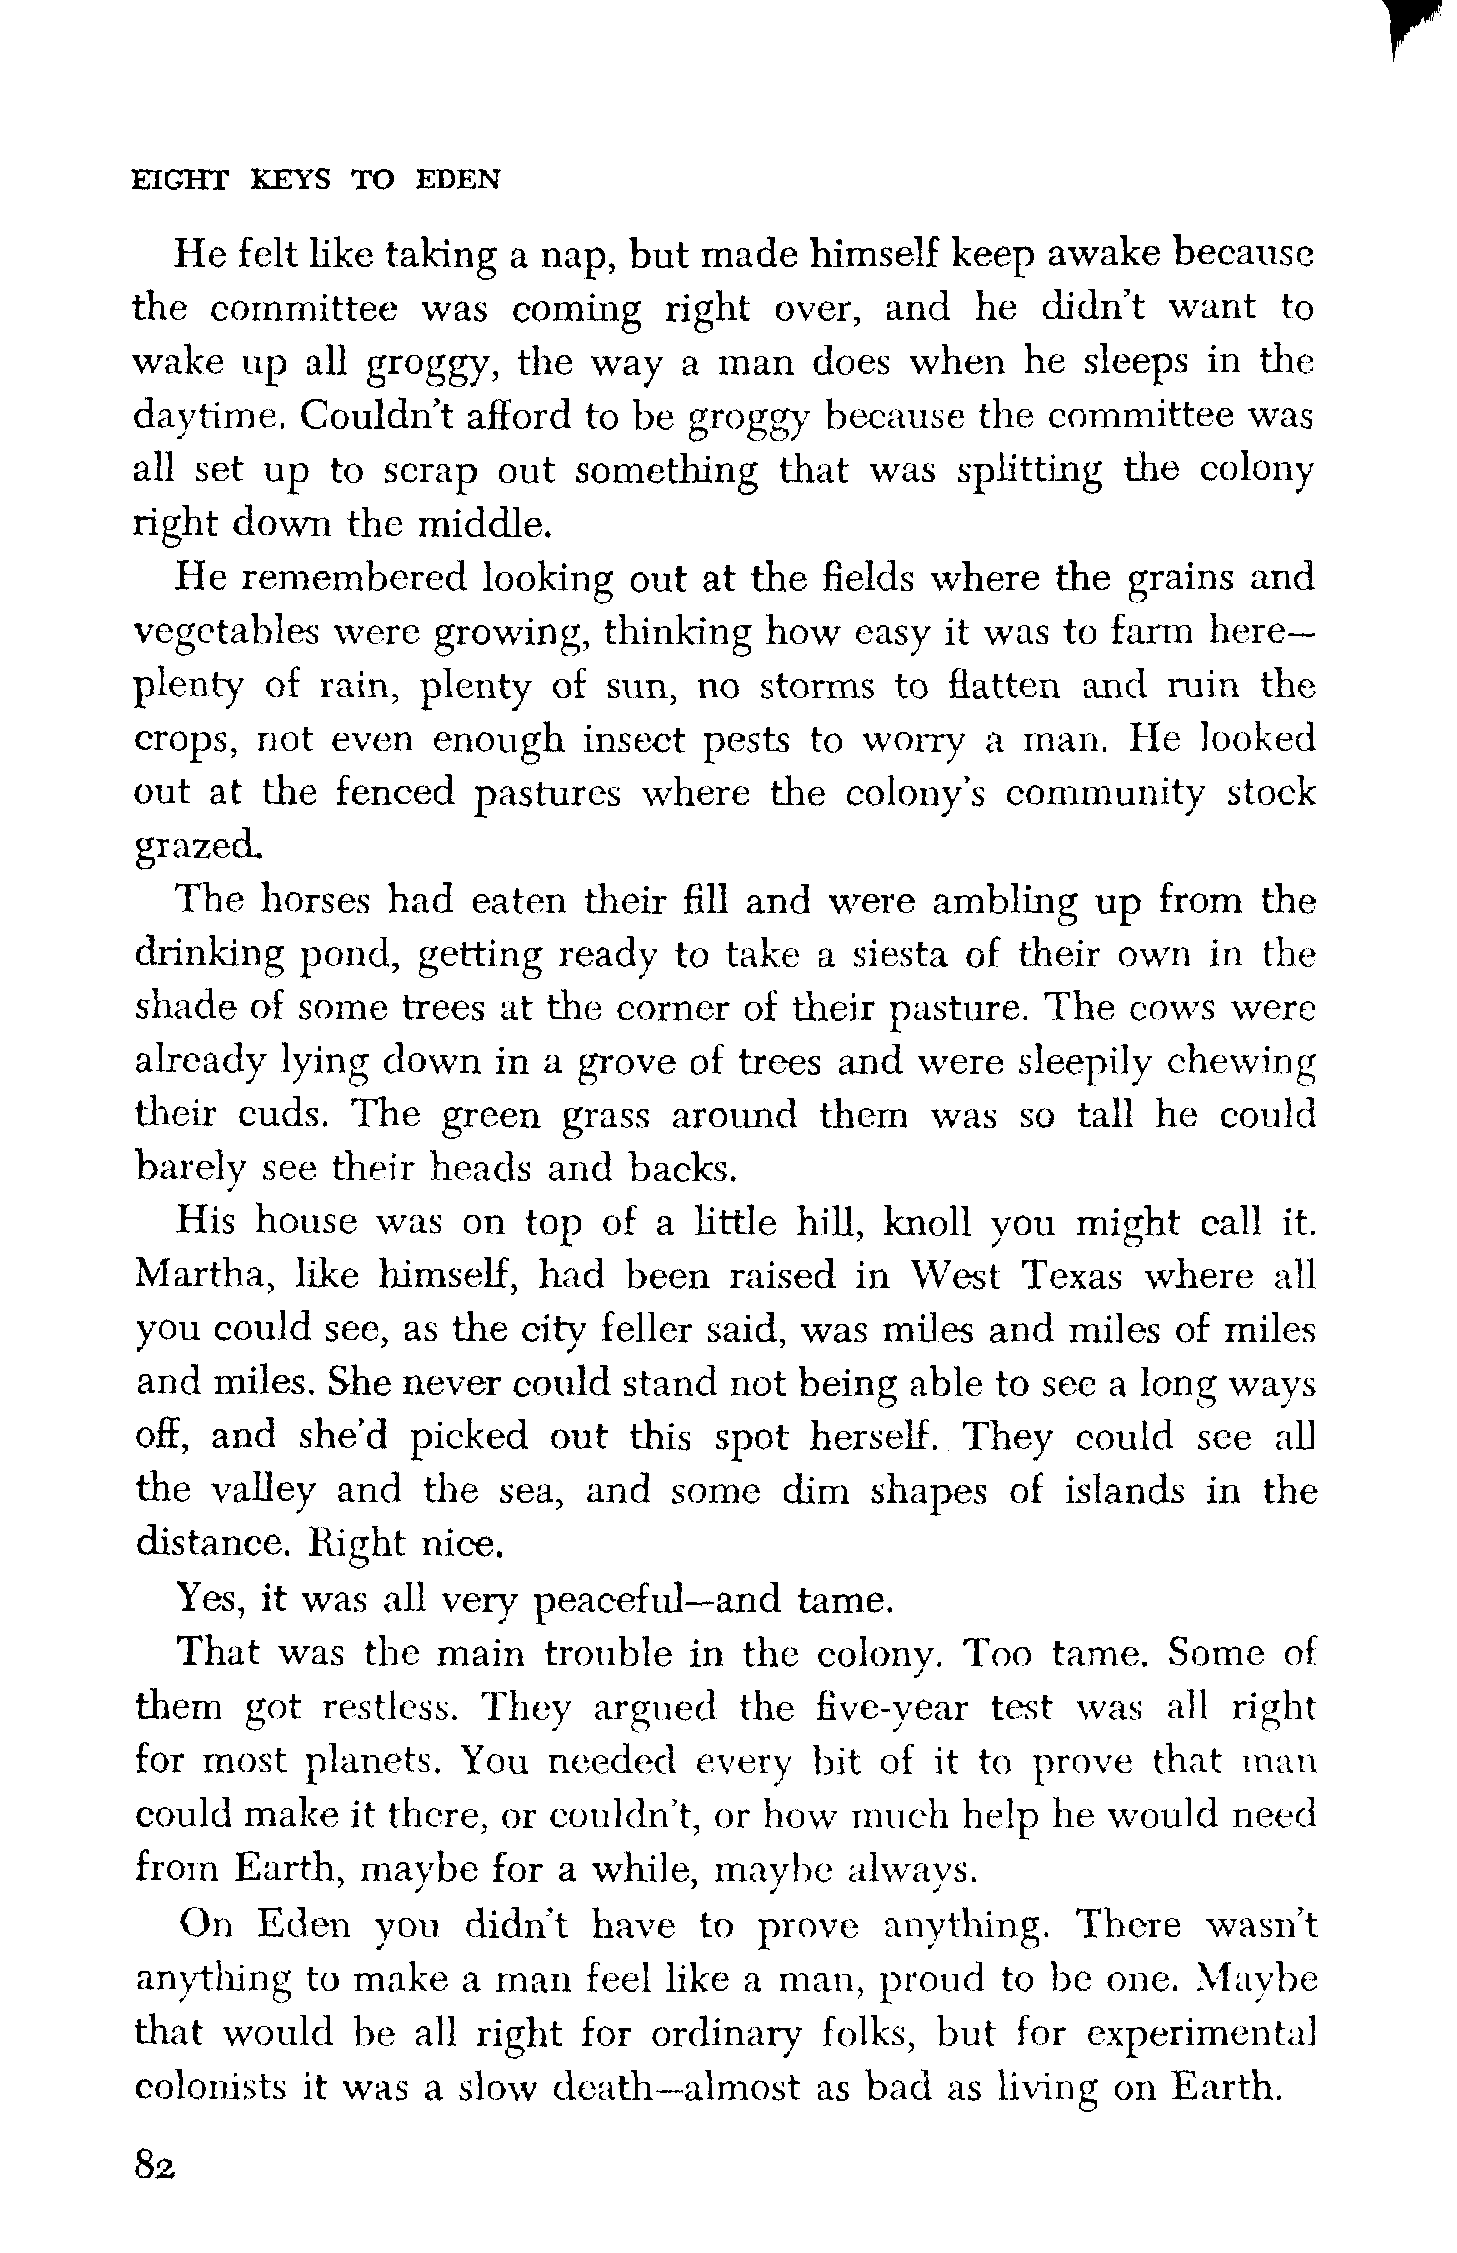 EIGHT KEYS TO EDEN
He felt like taking a nap, but made himself keep awake because
the committee was coming right over, and he didn't want to
wake up all groggy, the way a man does when he sleeps in the
daytime. Couldn't afford to be groggy because the committee was
all set up to scrap out something that was splitting the colony
right down the middle.
He remembered looking out at the fields where the grains and
vegetables were growing, thinking how easy it was to farm here—
plenty of rain, plenty of sun, no storms to flatten and ruin the
crops, not even enough insect pests to worry a man. He looked
out at the fenced pastures where the colony's community stock
grazed.
The horses had eaten their fill and were ambling up from the
drinking pond, getting ready to take a siesta of their own in the
shade of some trees at the corner of their pasture. The cows were
already lying down in a grove of trees and were sleepily chewing
their cuds. The green grass around them was so tall he could
barely see their heads and backs.
His house was on top of a little hill, knoll you might call it.
Martha, like himself, had been raised in West Texas where all
you could see, as the city feller said, was miles and miles of miles
and miles. She never could stand not being able to see a long ways
off, and she'd picked out this spot herself. They could see all
the valley and the sea, and some dim shapes of islands in the
distance. Right nice.
Yes, it was all very peaceful—and tame.
That was the main trouble in the colony. Too tame. Some of
them got restless. They argued the five-year test was all right
for most planets. You needed every bit of it to prove that man
could make it there, or couldn't, or how much help he would need
from Earth, maybe for a while, maybe always.
On Eden you didn't have to prove anything. There wasn't
anything to make a man feel like a man, proud to be one. Maybe
that would be all right for ordinary folks, but for experimental
colonists it was a slow death—almost as bad as living on Earth.
82